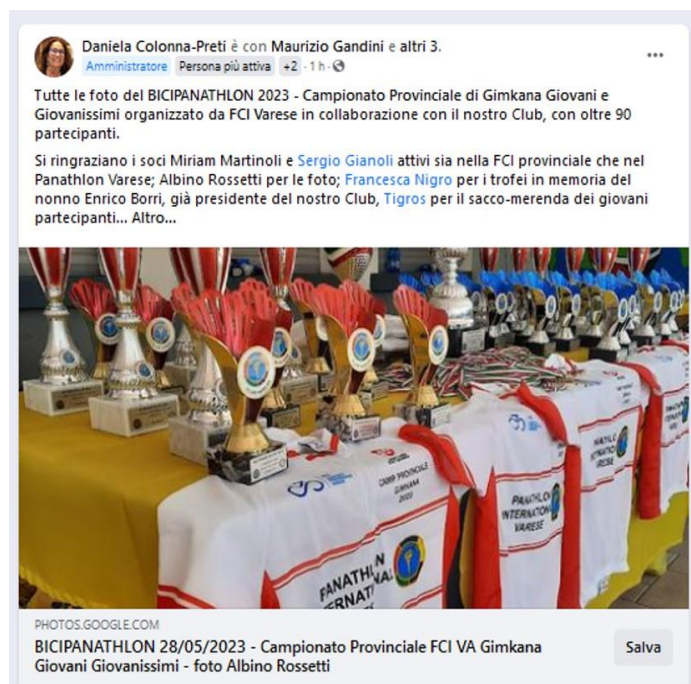 Daniela Colonna-Preti è con Maurizio Gandini e altri 3.
Amministratore Persona più attiva +2 · 1 h ·
Tutte le foto del BICIPANATHLON 2023 - Campionato Provinciale di Gimkana Giovani e
Giovanissimi organizzato da FCI Varese in collaborazione con il nostro Club, con oltre 90
partecipanti.
Si ringraziano i soci Miriam Martinoli e Sergio Gianoli attivi sia nella FCI provinciale che nel
Panathlon Varese; Albino Rossetti per le foto; Francesca Nigro per i trofei in memoria del
nonno Enrico Borri, già presidente del nostro Club, Tigros per il sacco-merenda dei giovani
partecipanti... Altro...
CAMP PROVINCIALE
GIMKANA
2023
PANATHLON
INTERNATIONAL
VARESE
PHOTOS.GOOGLE.COM
BICIPANATHLON 28/05/2023 - Campionato Provinciale FCI VA Gimkana
Giovani Giovanissimi - foto Albino Rossetti
Salva